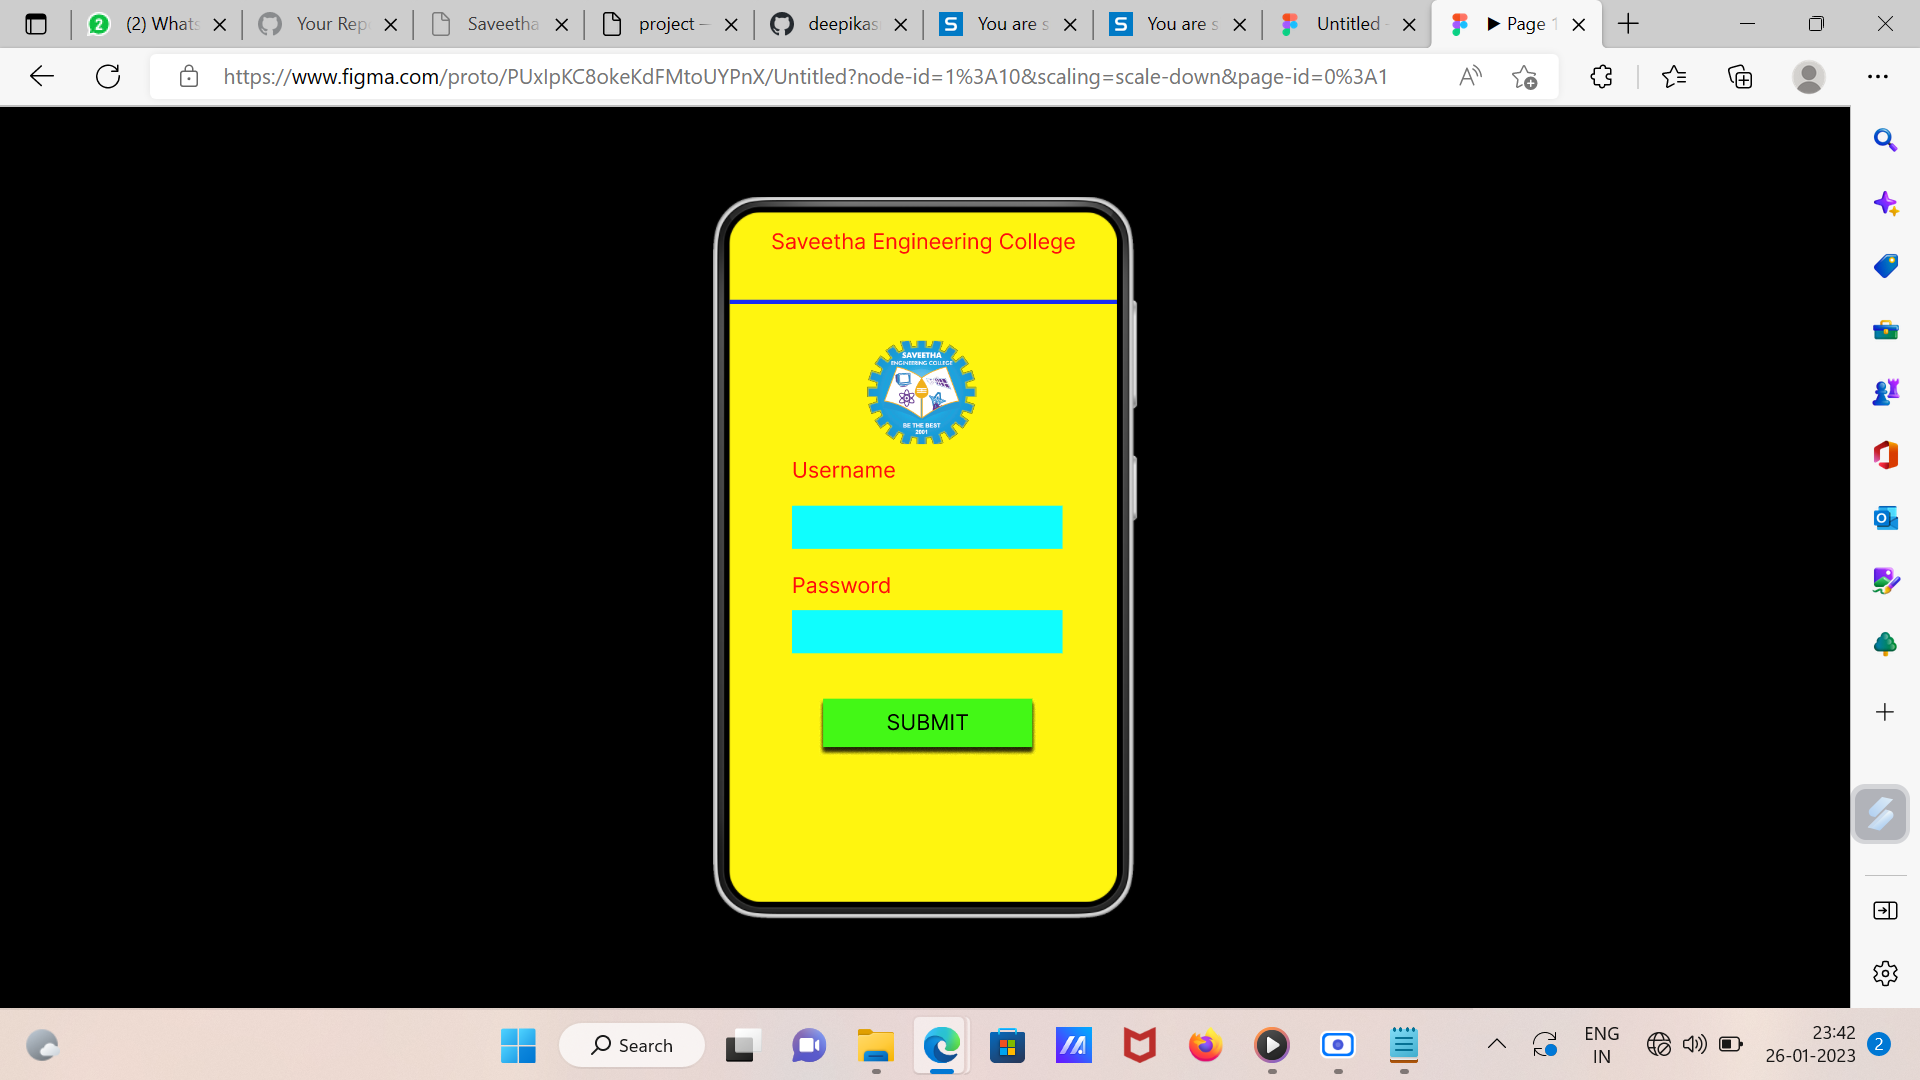 (2) Whats
Your Rep
Saveetha
project —
deepikas
You are s
You are s
Untitled -
▶ Page 1
https://www.figma.com/proto/PUxIpKC8okeKdFMtoUYPnX/Untitled?node-id=1%3A10&scaling=scale-down&page-id=0%3A1
Saveetha Engineering College
SAVEETHA
ENGINEERING COLLEGE
BE THE BEST
2001
Username
Password
SUBMIT
Search
ENG
IN
23:42
26-01-2023
2